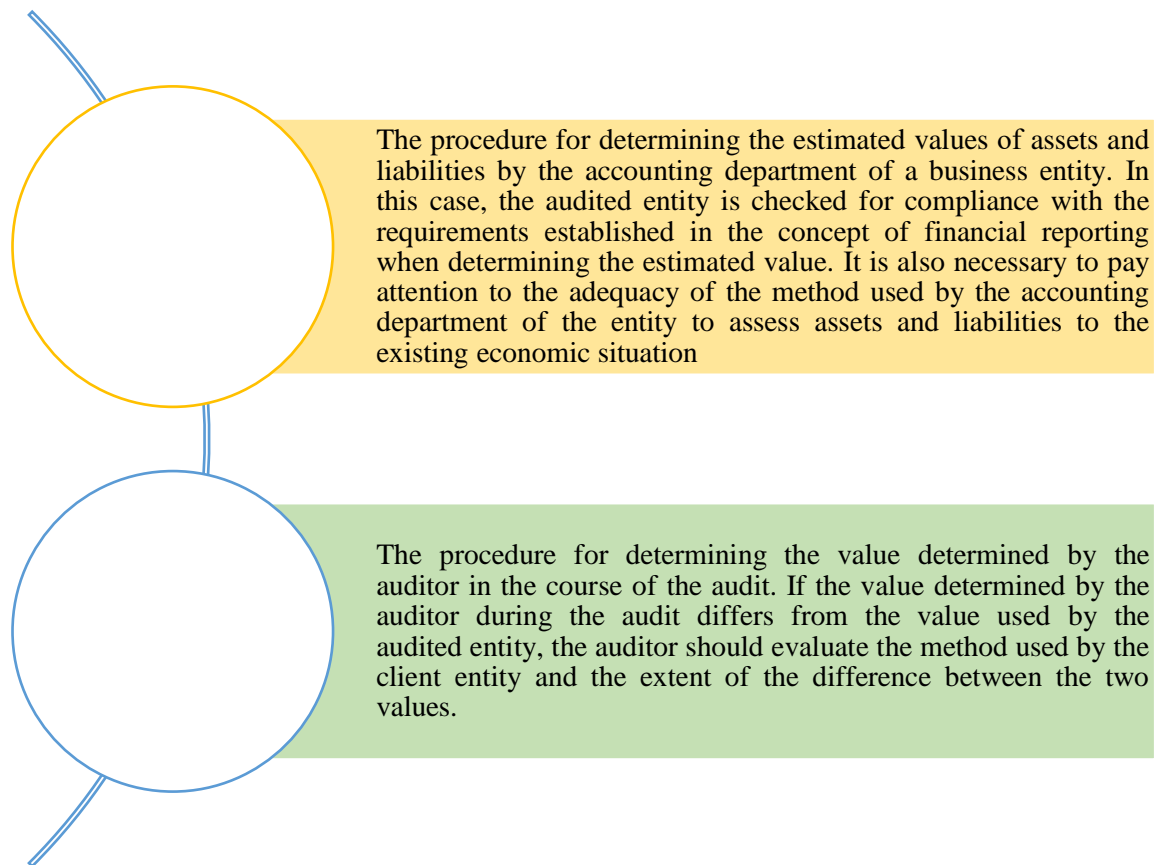 The procedure for determining the estimated values of assets and
liabilities by the accounting department of a business entity. In
this case, the audited entity is checked for compliance with the
requirements established in the concept of financial reporting
when determining the estimated value. It is also necessary to pay
attention to the adequacy of the method used by the accounting
department of the entity to assess assets and liabilities to the
existing economic situation
The procedure for determining the value determined by the
auditor in the course of the audit. If the value determined by the
auditor during the audit differs from the value used by the
audited entity, the auditor should evaluate the method used by the
client entity and the extent of the difference between the two
values.